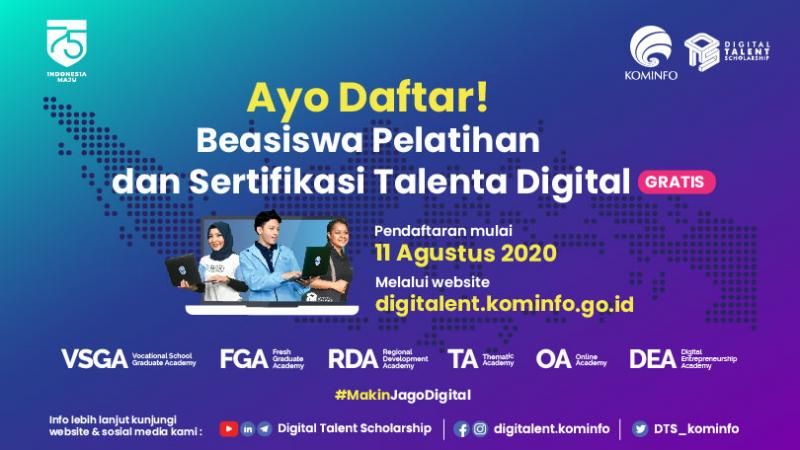 75
INDONESIA
MAJU
KOMINFO
DIGITAL
TALENT
SCHOLARSHIP
Ayo Daftar!
Beasiswa Pelatihan
dan Sertifikasi Talenta Digital GRATIS
Pendaftaran mulai
11 Agustus 2020
Melalui website
digitalent.kominfo.go.id
VSGA Vocational School
Graduate Academy
FGA Fresh
Graduate
Academy
RDA Regional
Development
Academy
TA Thematic
Academy
OA Online
Academy
DEA Digital
Entrepreneurship
Academy
#MakinJagoDigital
Info lebih lanjut kunjungi
website & sosial media kami :
Digital Talent Scholarship
digitalent.kominfo
DTS_kominfo